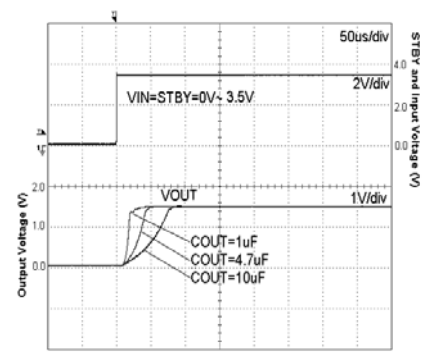 50us/div
4.0
2V/div
VIN=STBY=0V~ 3.5V
2.0
0.0
STBY and Input Voltage (V)
2.0
VOUT
1V/div
1.0
COUT=1uF
COUT=4.7uF
0.0
COUT=10uF
Output Voltage (V)